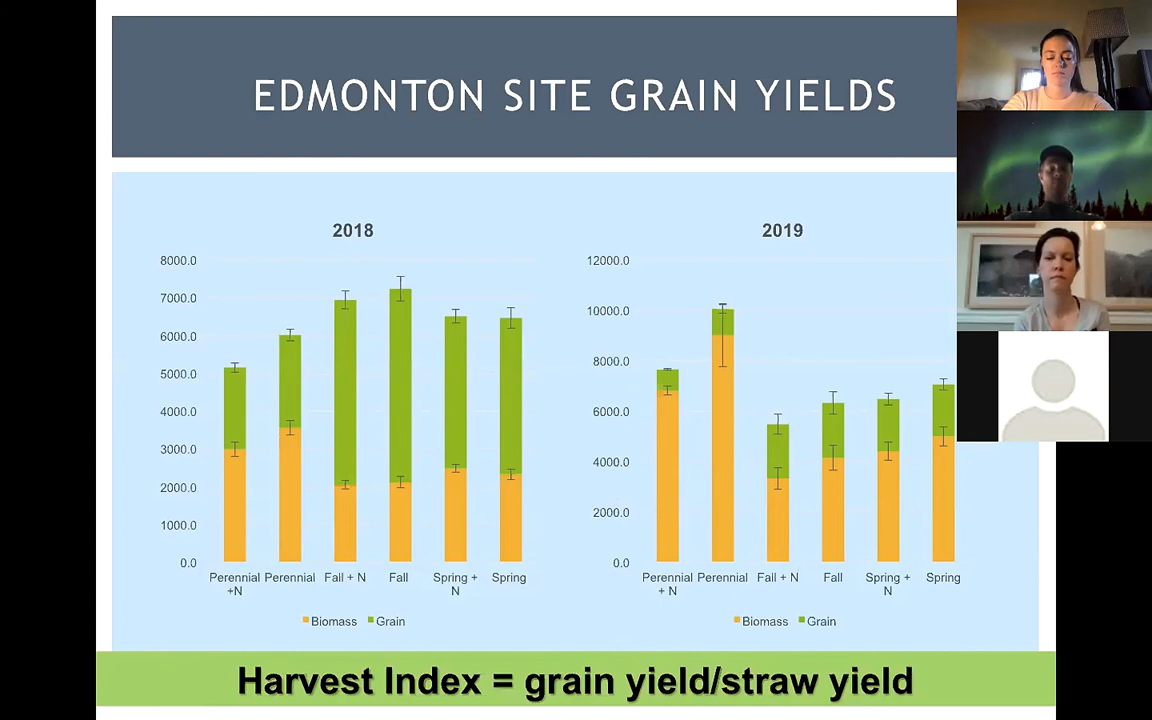 EDMONTON SITE GRAIN YIELDS
2018
8000.0
7000.0
6000.0
5000.0
4000.0
3000.0
2000.0
1000.0
0.0
Perennial +N
Perennial
Fall + N
Fall
Spring + N
Spring
Biomass
Grain
2019
12000.0
10000.0
8000.0
6000.0
4000.0
2000.0
0.0
Perennial + N
Perennial
Fall + N
Fall
Spring + N
Spring
Biomass
Grain
Harvest Index = grain yield/straw yield